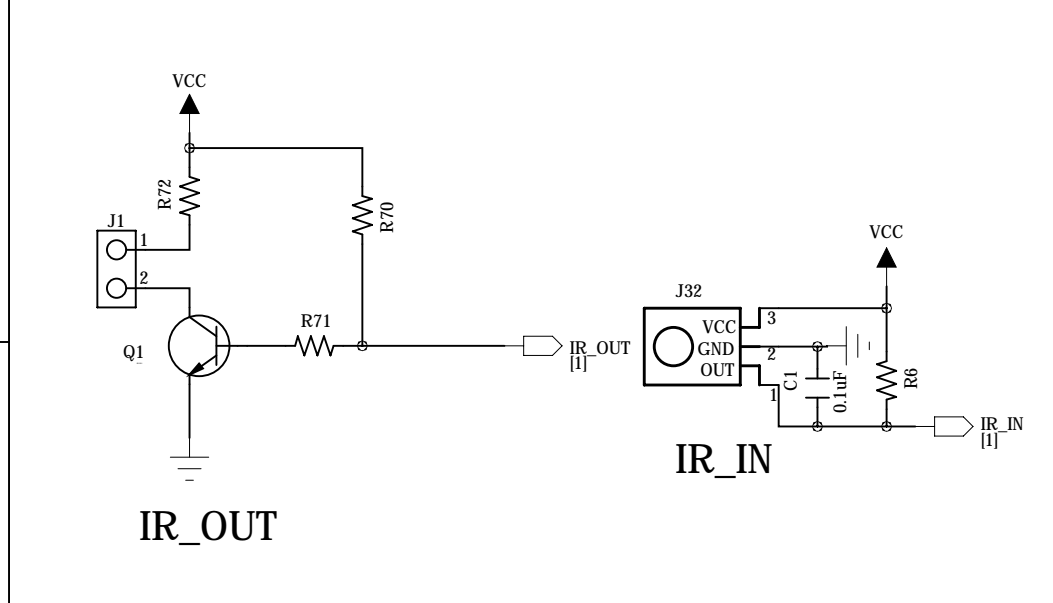 VCC
R72
R70
J1
1
2
R71
Q1
IR_OUT
[1]
IR_OUT
VCC
J32
VCC
3
GND
2
OUT
1
C1
0.1uF
R6
IR_IN
[1]
IR_IN